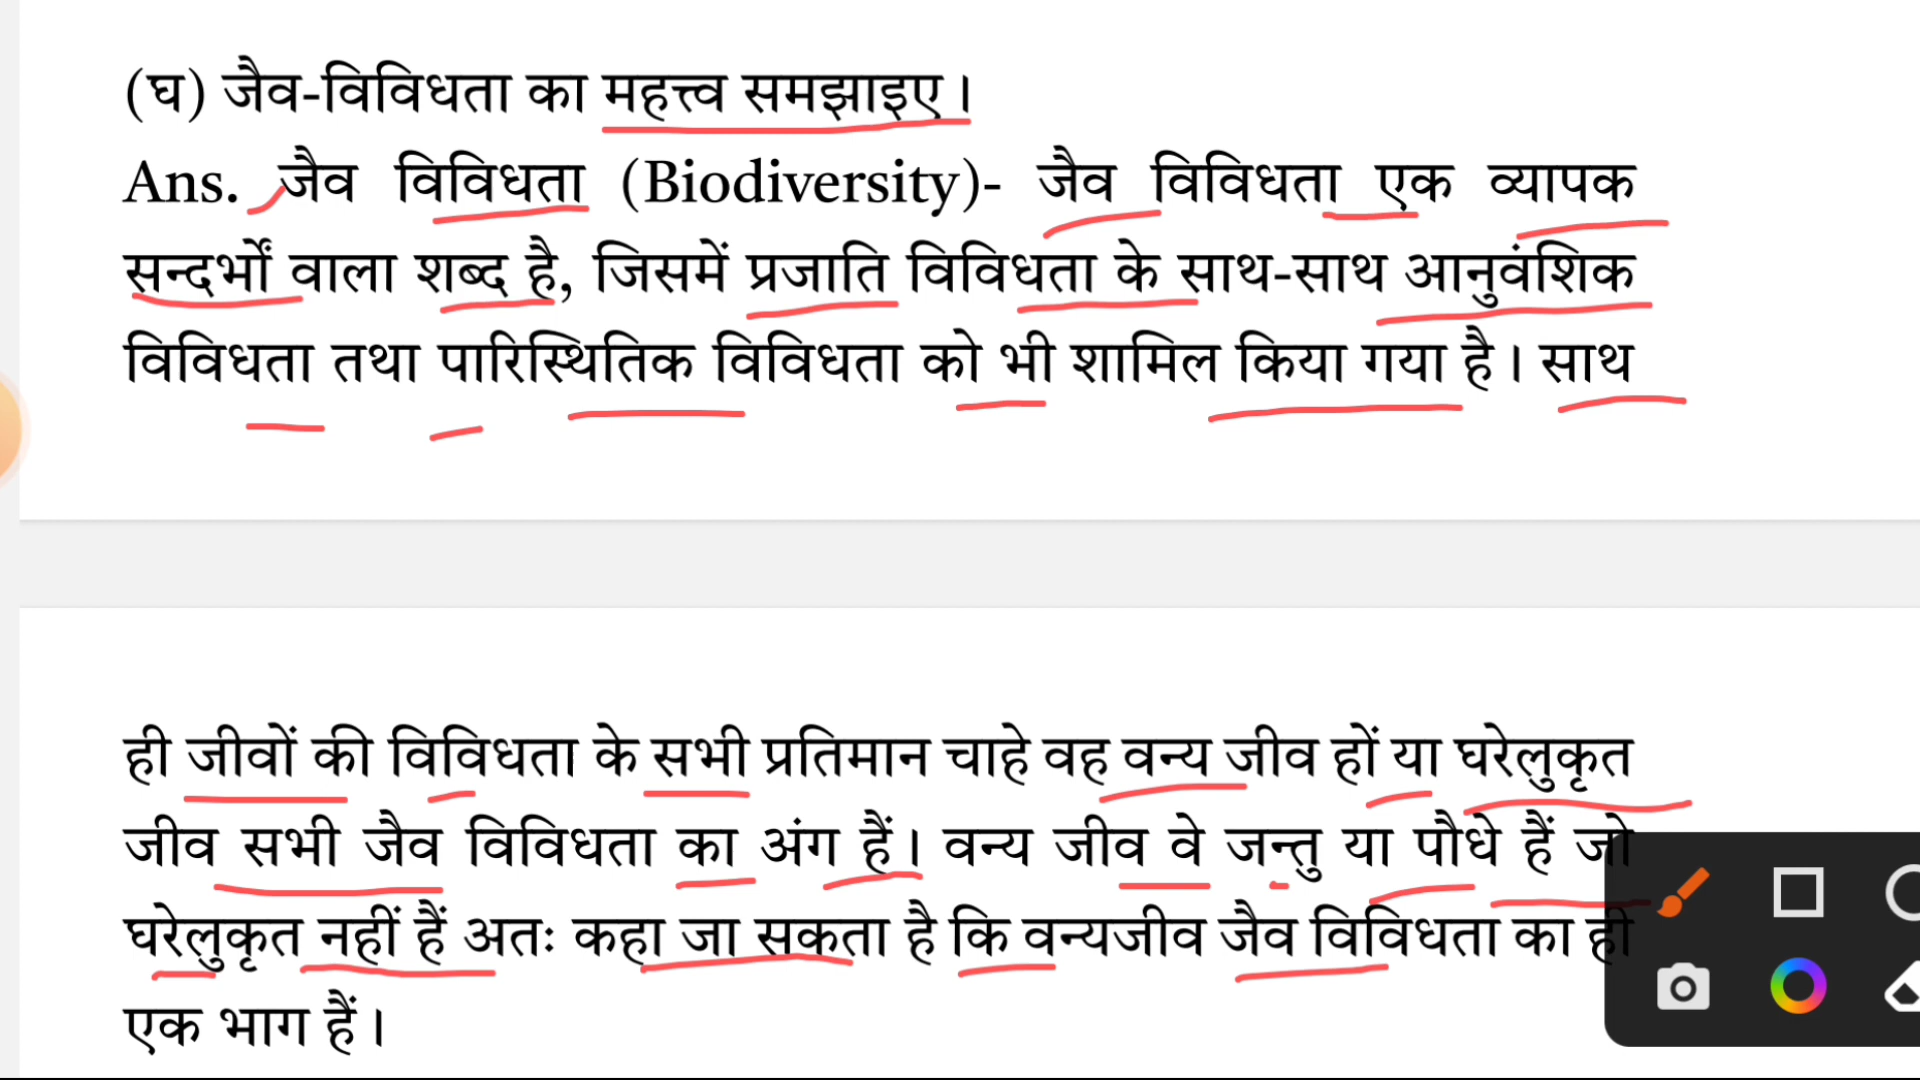 (घ) जैव-विविधता का महत्त्व समझाइए।
Ans. जैव विविधता (Biodiversity)- जैव विविधता एक व्यापक
सन्दर्भों वाला शब्द है, जिसमें प्रजाति विविधता के साथ-साथ आनुवंशिक
विविधता तथा पारिस्थितिक विविधता को भी शामिल किया गया है। साथ
ही जीवों की विविधता के सभी प्रतिमान चाहे वह वन्य जीव हों या घरेलुकृत
जीव सभी जैव विविधता का अंग हैं। वन्य जीव वे जन्तु या पौधे हैं जो
घरेलुकृत नहीं हैं अतः कहा जा सकता है कि वन्यजीव जैव विविधता का ही
एक भाग हैं।